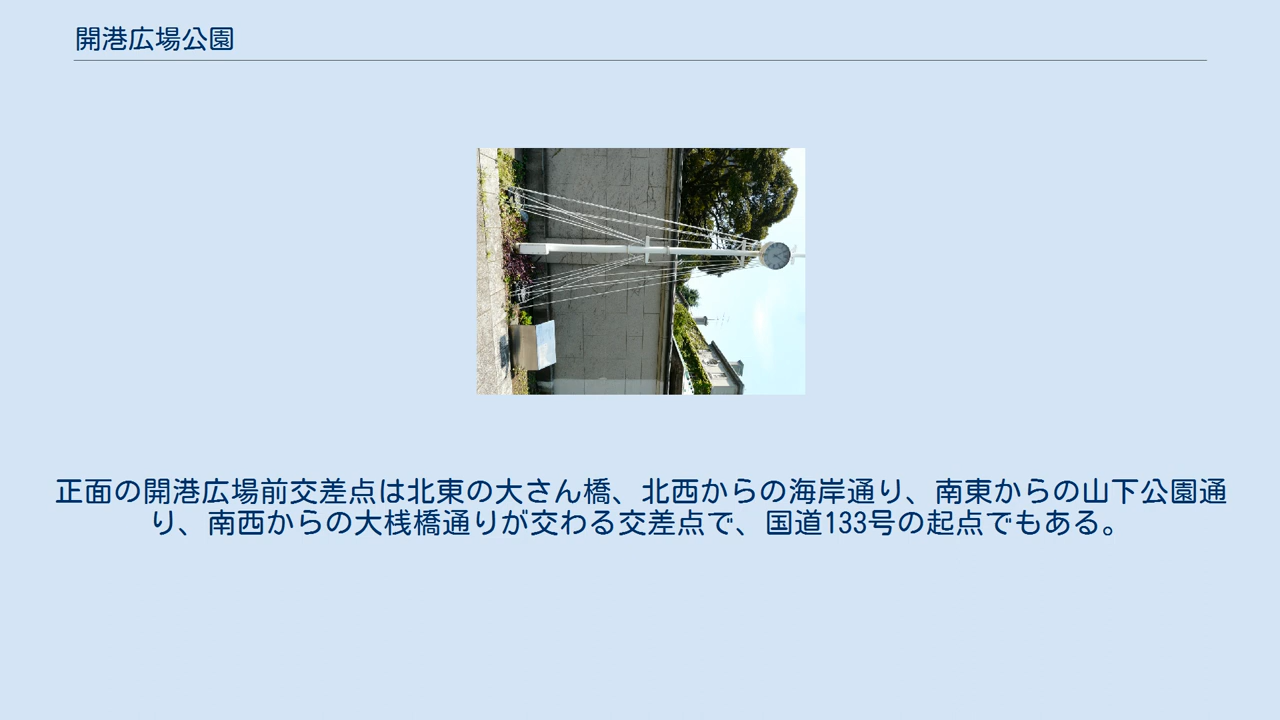 開港広場公園
正面の開港広場前交差点は北東の大さん橋、北西からの海岸通り、南東からの山下公園通
り、南西からの大桟橋通りが交わる交差点で、国道133号の起点でもある。